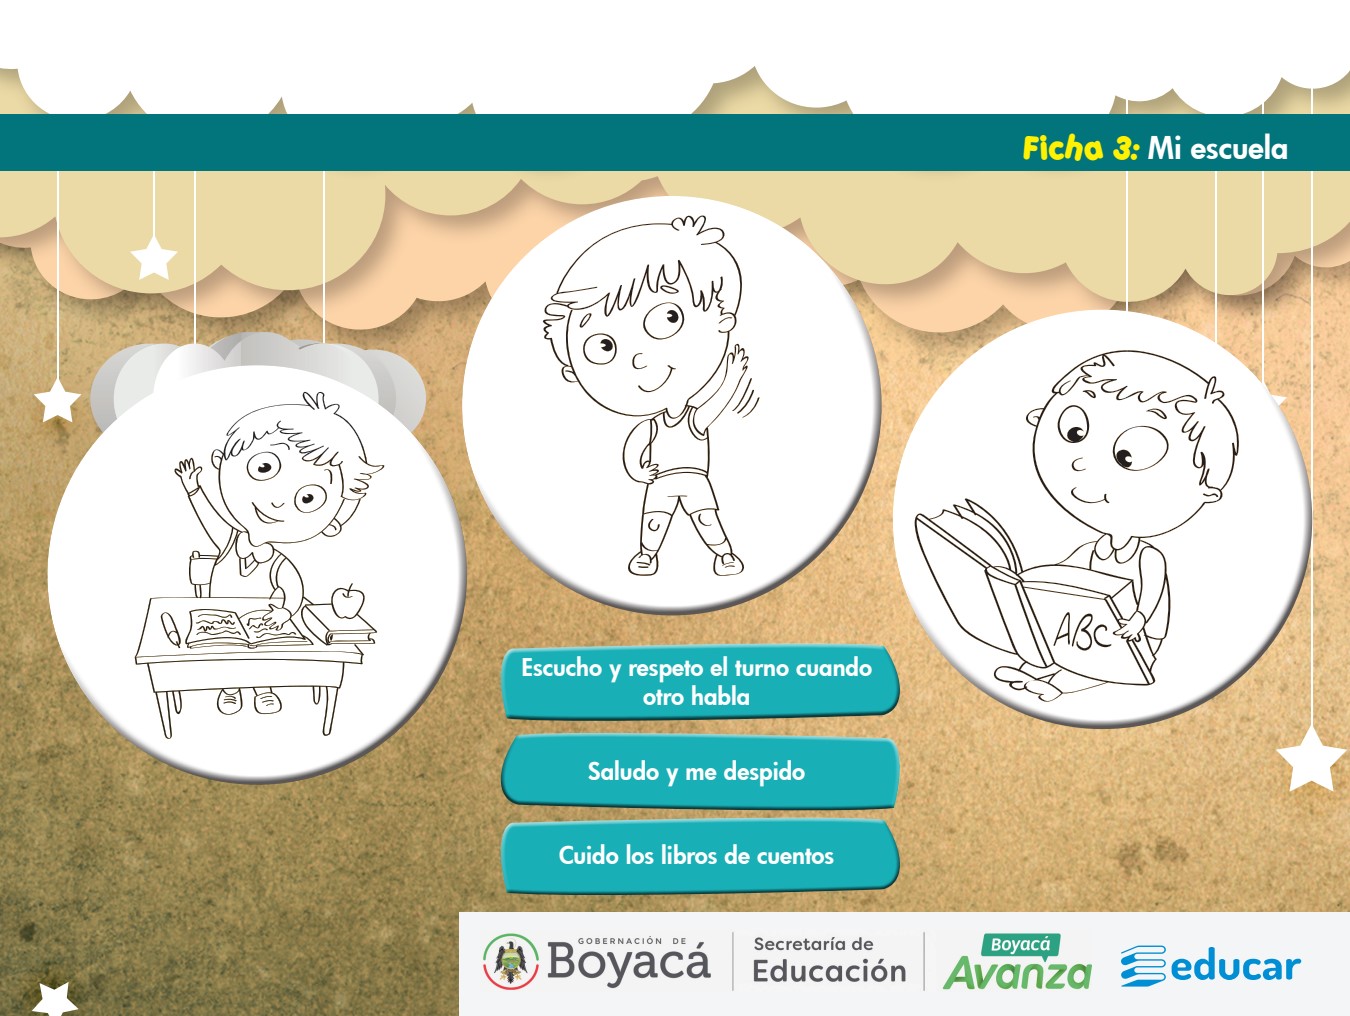 Ficha 3: Mi escuela
ABC
Escucho y respeto el turno cuando
otro habla
Saludo y me despido
Cuido los libros de cuentos
GOBERNACIÓN DE
Boyacá
Secretaría de
Educación
Boyacá
Avanza
educar